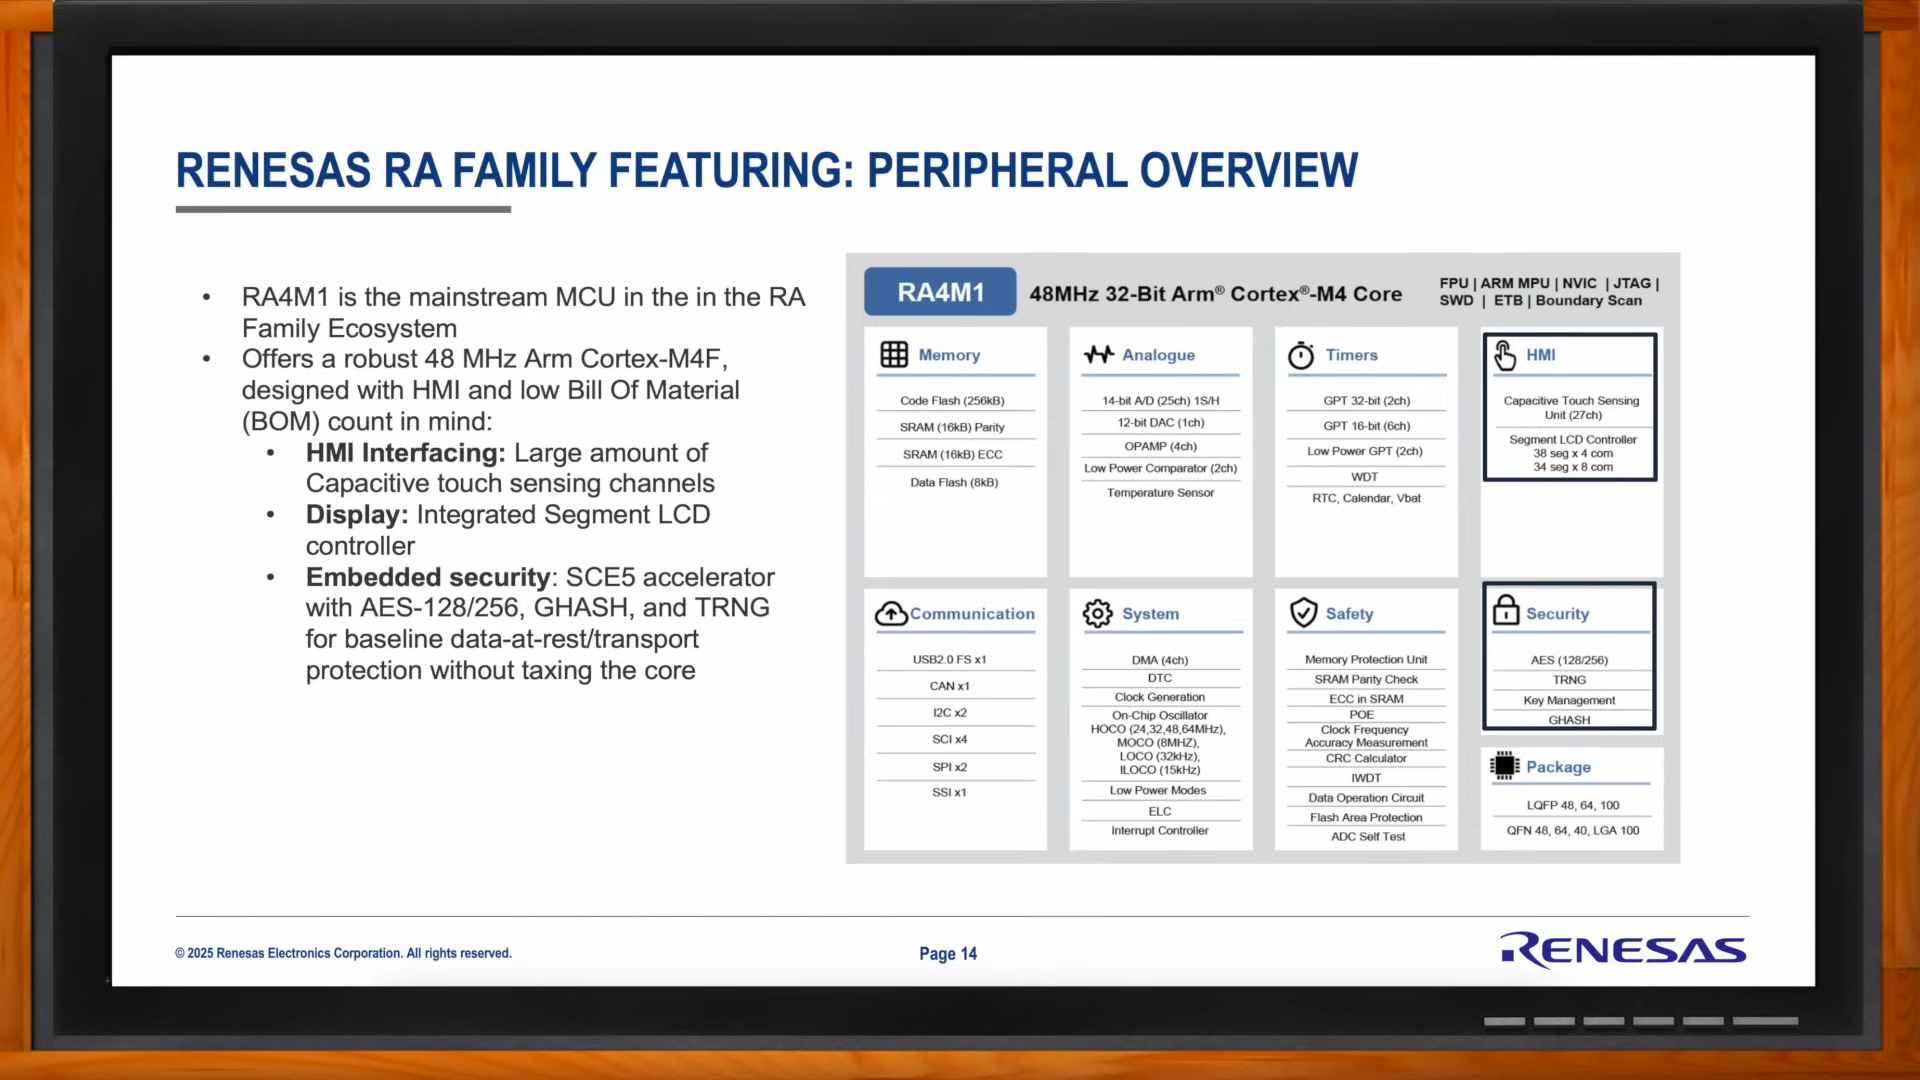 RENESAS RA FAMILY FEATURING: PERIPHERAL OVERVIEW
• RA4M1 is the mainstream MCU in the in the RA
Family Ecosystem
• Offers a robust 48 MHz Arm Cortex-M4F,
designed with HMI and low Bill Of Material
(BOM) count in mind:
• HMI Interfacing: Large amount of
Capacitive touch sensing channels
• Display: Integrated Segment LCD
controller
• Embedded security: SCE5 accelerator
with AES-128/256, GHASH, and TRNG
for baseline data-at-rest/transport
protection without taxing the core
RA4M1
48MHz 32-Bit Arm® Cortex®-M4 Core
FPU | ARM MPU | NVIC | JTAG |
SWD | ETB | Boundary Scan
Memory
Code Flash (256kB)
SRAM (16kB) Parity
SRAM (16kB) ECC
Data Flash (8kB)
Analogue
14-bit A/D (25ch) 1S/H
12-bit DAC (1ch)
OPAMP (4ch)
Low Power Comparator (2ch)
Temperature Sensor
Timers
GPT 32-bit (2ch)
GPT 16-bit (6ch)
Low Power GPT (2ch)
WDT
RTC, Calendar, Vbat
HMI
Capacitive Touch Sensing
Unit (27ch)
Segment LCD Controller
38 seg x 4 com
34 seg x 8 com
Communication
USB2.0 FS x1
CAN x1
I2C x2
SCI x4
SPI x2
SSI x1
System
DMA (4ch)
DTC
Clock Generation
On-Chip Oscillator
HOCO (24,32,48,64MHz),
MOCO (8MHZ),
LOCO (32kHz),
ILOCO (15kHz)
Low Power Modes
ELC
Interrupt Controller
Safety
Memory Protection Unit
SRAM Parity Check
ECC in SRAM
POE
Clock Frequency
Accuracy Measurement
CRC Calculator
IWDT
Data Operation Circuit
Flash Area Protection
ADC Self Test
Security
AES (128/256)
TRNG
Key Management
GHASH
Package
LQFP 48, 64, 100
QFN 48, 64, 40, LGA 100
© 2025 Renesas Electronics Corporation. All rights reserved.
Page 14
RENESAS